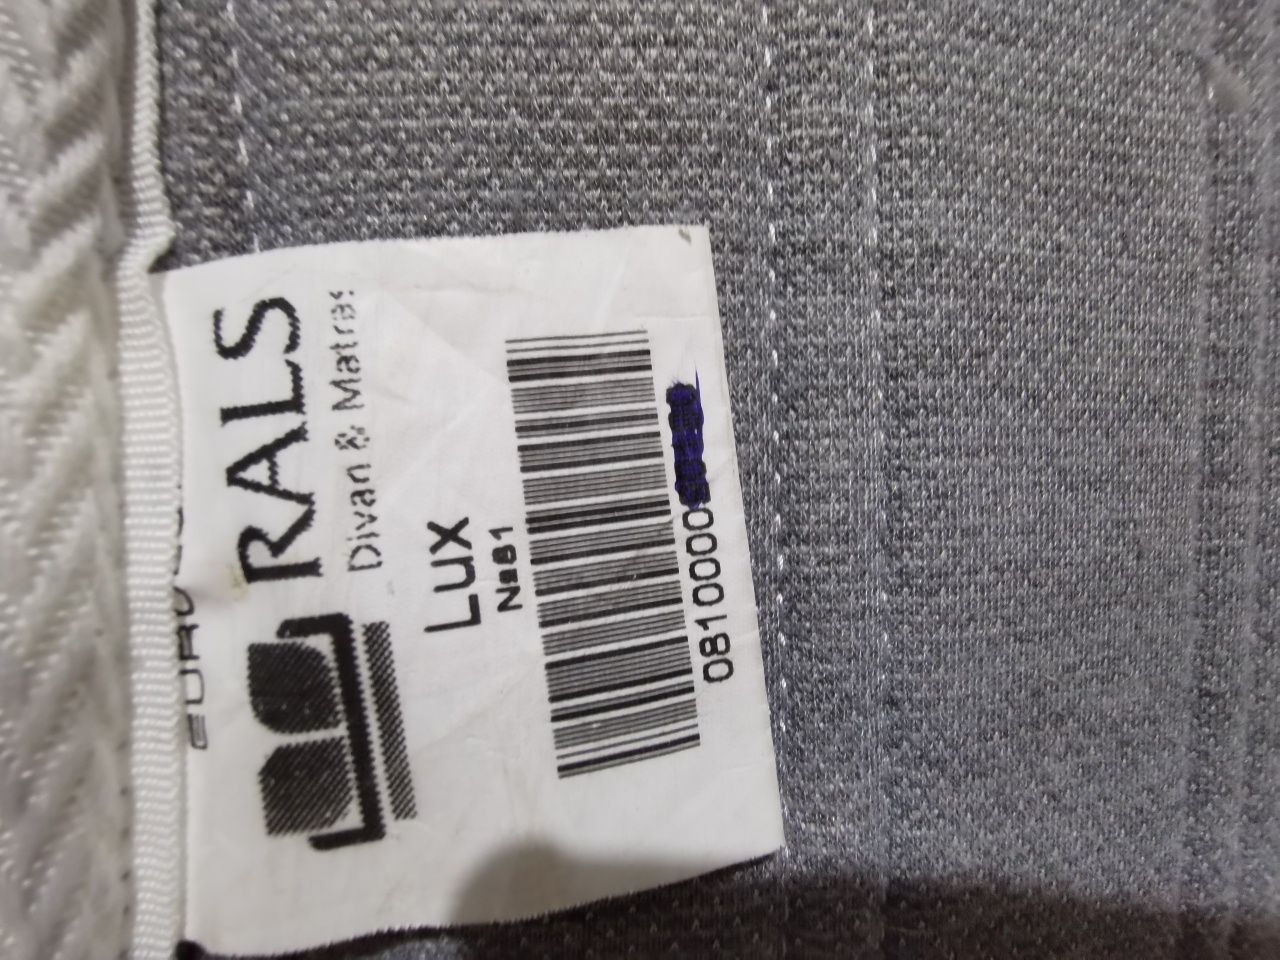 RALS
Divan & Matras
Lux
№81
0810000